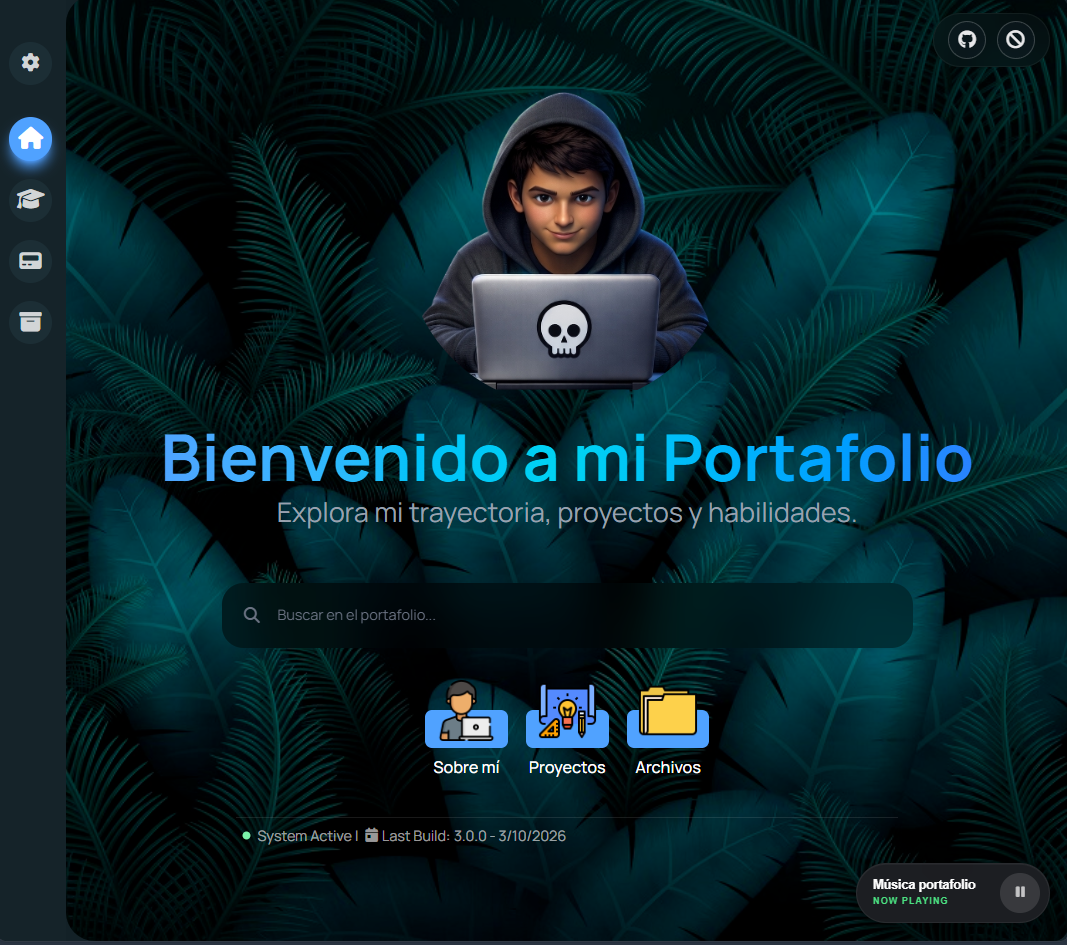 Bienvenido a mi Portafolio
Explora mi trayectoria, proyectos y habilidades.
Buscar en el portafolio...
Sobre mí
Proyectos
Archivos
System Active | Last Build: 3.0.0 - 3/10/2026
Música portafolio
NOW PLAYING